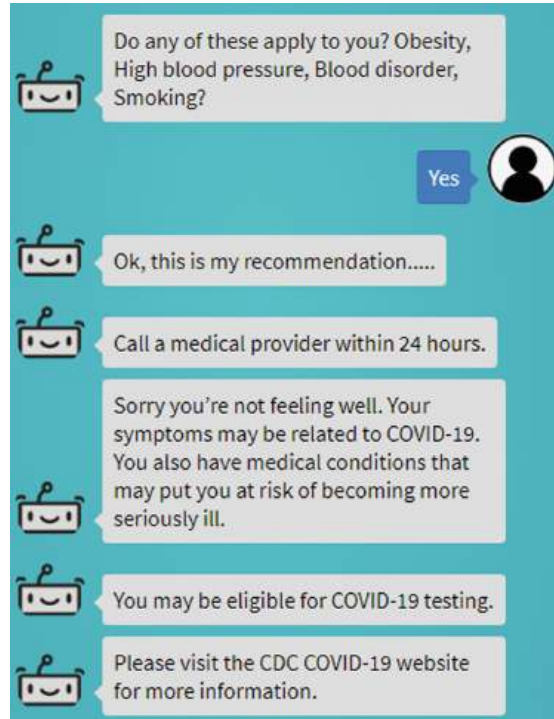 Do any of these apply to you? Obesity,
High blood pressure, Blood disorder,
Smoking?
Yes
Ok, this is my recommendation.....
Call a medical provider within 24 hours.
Sorry you’re not feeling well. Your
symptoms may be related to COVID-19.
You also have medical conditions that
may put you at risk of becoming more
seriously ill.
You may be eligible for COVID-19 testing.
Please visit the CDC COVID-19 website
for more information.